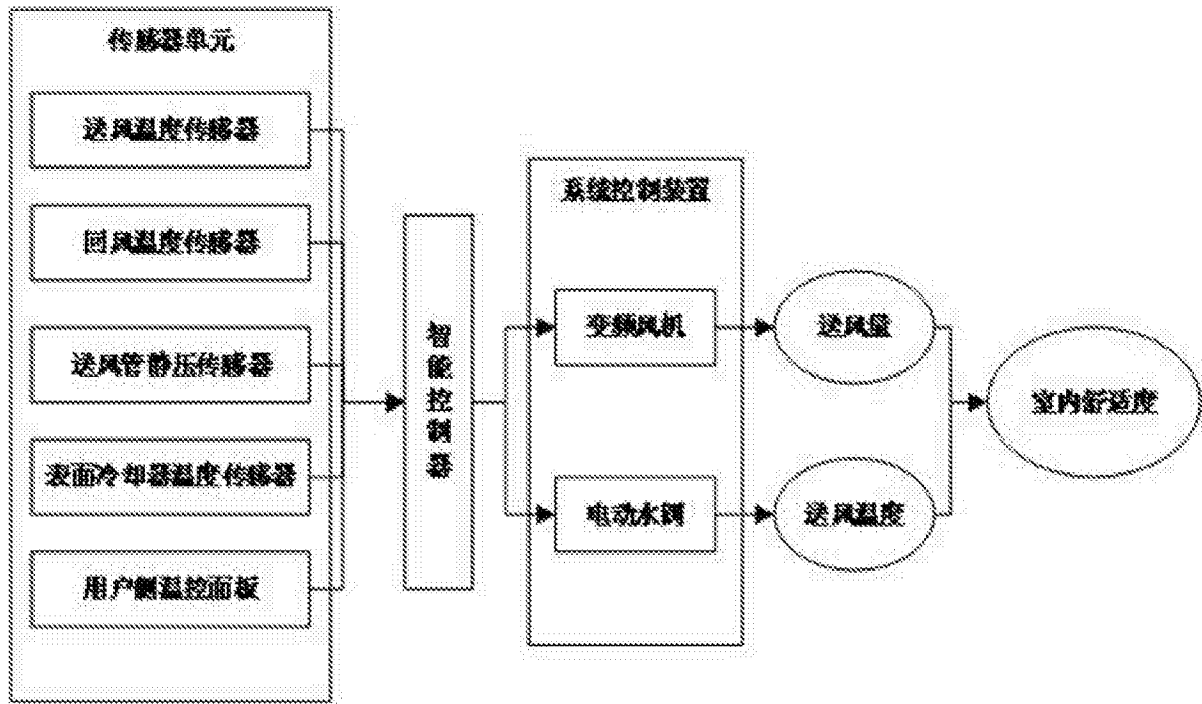 传感器单元
送风温度传感器
回风温度传感器
送风管静压传感器
表面冷却器温度传感器
用户侧温控面板
智能控制器
系统控制装置
变频风机
电动水阀
送风量
送风温度
室内舒适度